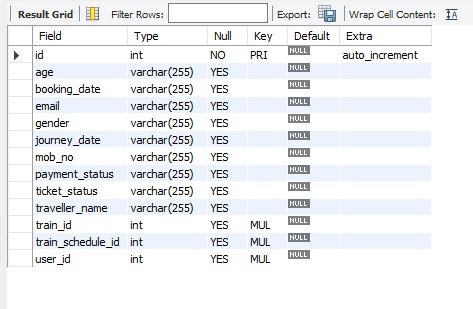 Result Grid Filter Rows: Export: Wrap Cell Content: IA
Field Type Null Key Default Extra
id int NO PRI NULL auto_increment
age varchar(255) YES NULL
booking_date varchar(255) YES NULL
email varchar(255) YES NULL
gender varchar(255) YES NULL
journey_date varchar(255) YES NULL
mob_no varchar(255) YES NULL
payment_status varchar(255) YES NULL
ticket_status varchar(255) YES NULL
traveller_name varchar(255) YES NULL
train_id int YES MUL NULL
train_schedule_id int YES MUL NULL
user_id int YES MUL NULL